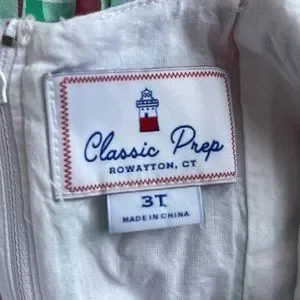 Classic Prep
ROWAYTON, CT
3T
MADE IN CHINA